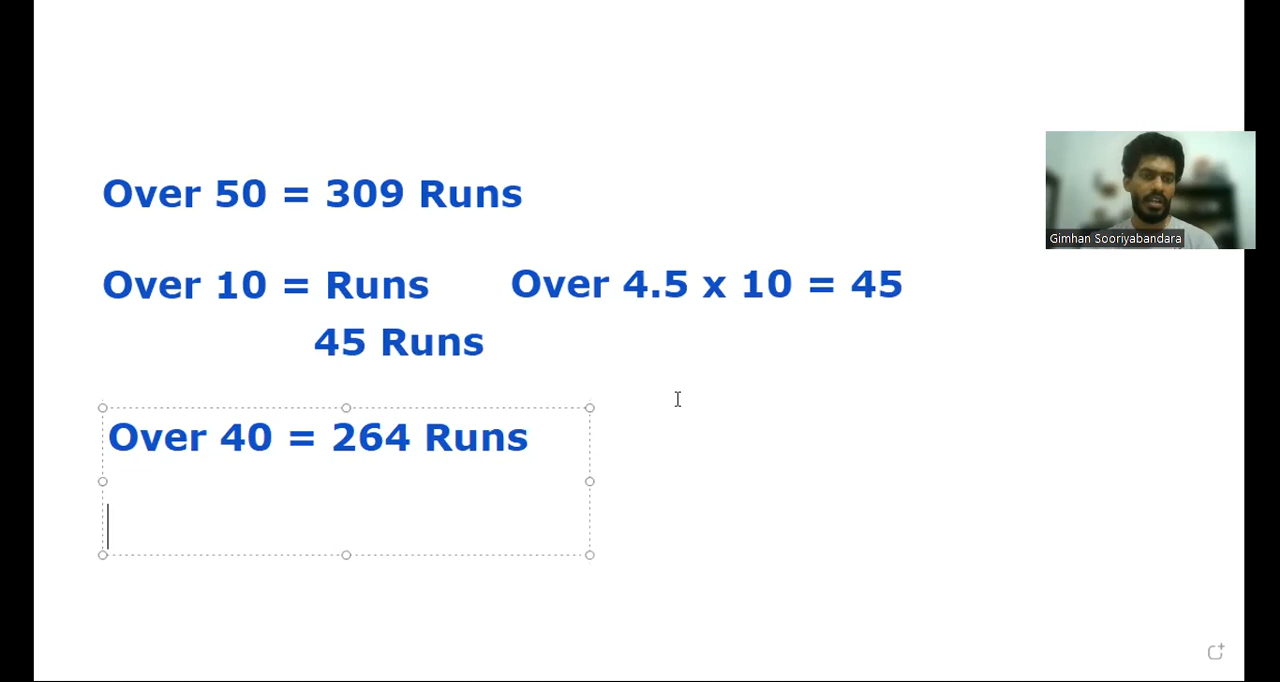 Over 50 = 309 Runs
Gimhan Sooriyabandara
Over 10 = Runs
Over 4.5 x 10 = 45
45 Runs
Over 40 = 264 Runs